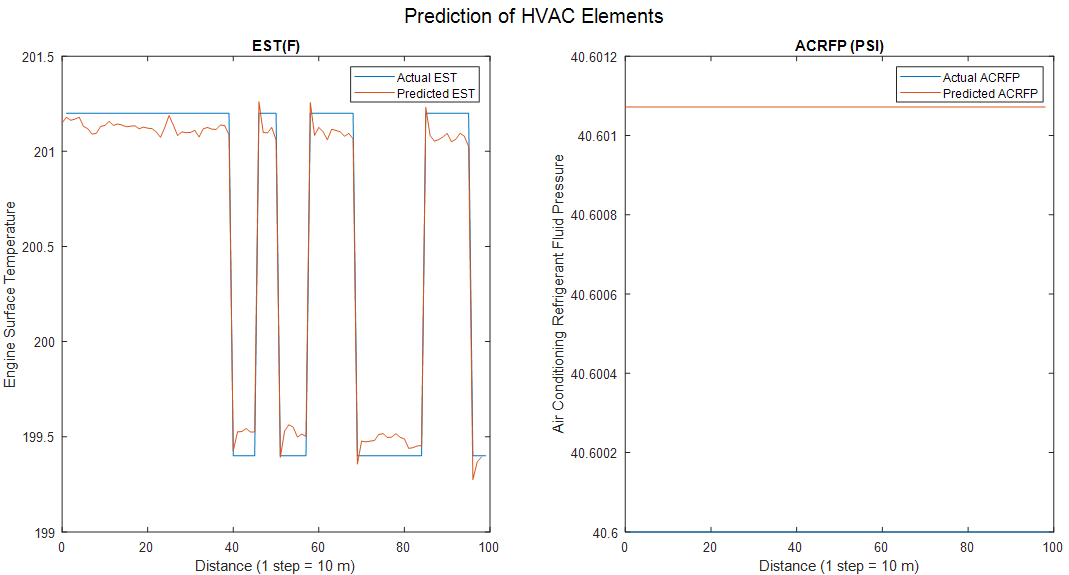 Prediction of HVAC Elements
EST(F)
201.5
201
200.5
200
199.5
199
Engine Surface Temperature
0
20
40
60
80
100
Distance (1 step = 10 m)
Actual EST
Predicted EST
ACRFP (PSI)
40.6012
40.601
40.6008
40.6006
40.6004
40.6002
40.6
Air Conditioning Refrigerant Fluid Pressure
0
20
40
60
80
100
Distance (1 step = 10 m)
Actual ACRFP
Predicted ACRFP